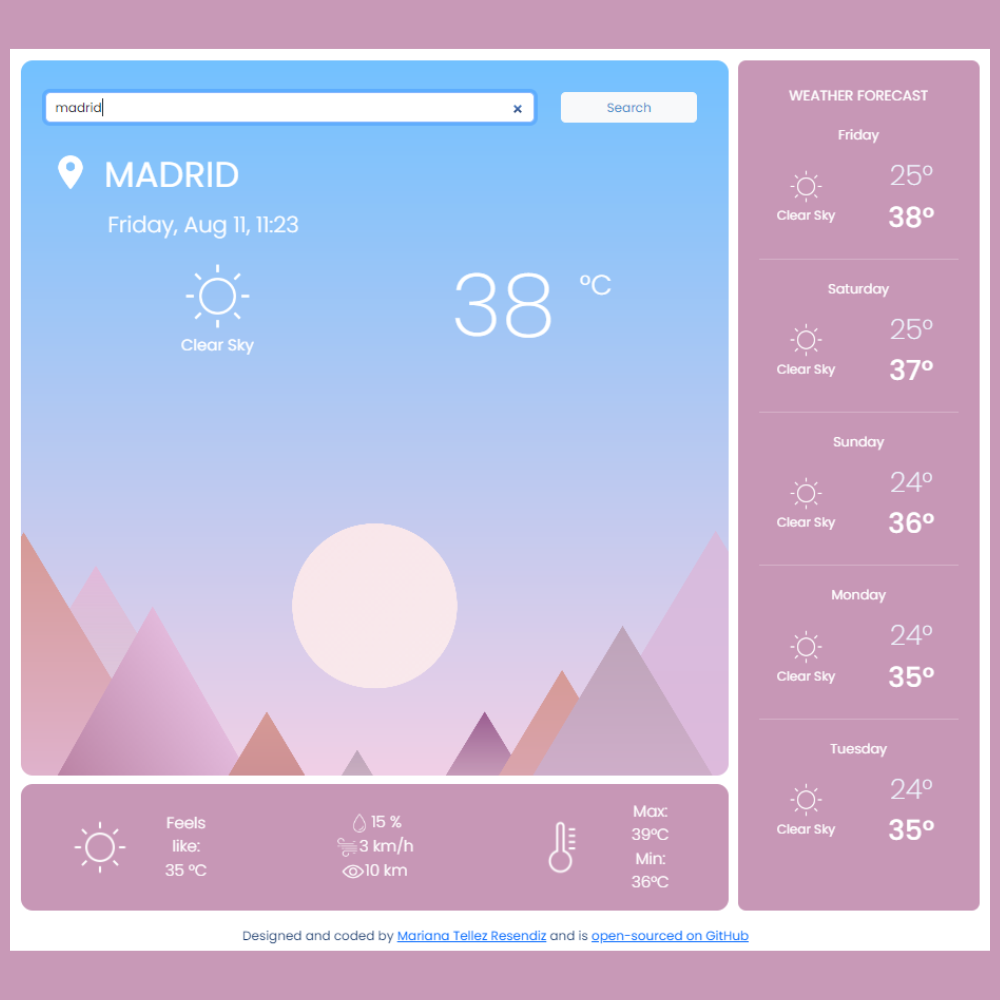 madrid ×
Search
MADRID
Friday, Aug 11, 11:23
Clear Sky
38 ºC
Feels
like:
35 ºC
15 %
3 km/h
10 km
Max:
39ºC
Min:
36ºC
WEATHER FORECAST
Friday
25º
Clear Sky
38º
Saturday
25º
Clear Sky
37º
Sunday
24º
Clear Sky
36º
Monday
24º
Clear Sky
35º
Tuesday
24º
Clear Sky
35º
Designed and coded by Mariana Tellez Resendiz and is open-sourced on GitHub